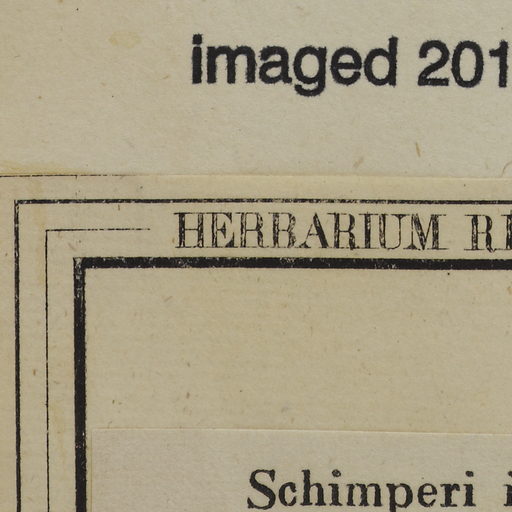 imaged 201
HERBARIUM R
Schimperi i